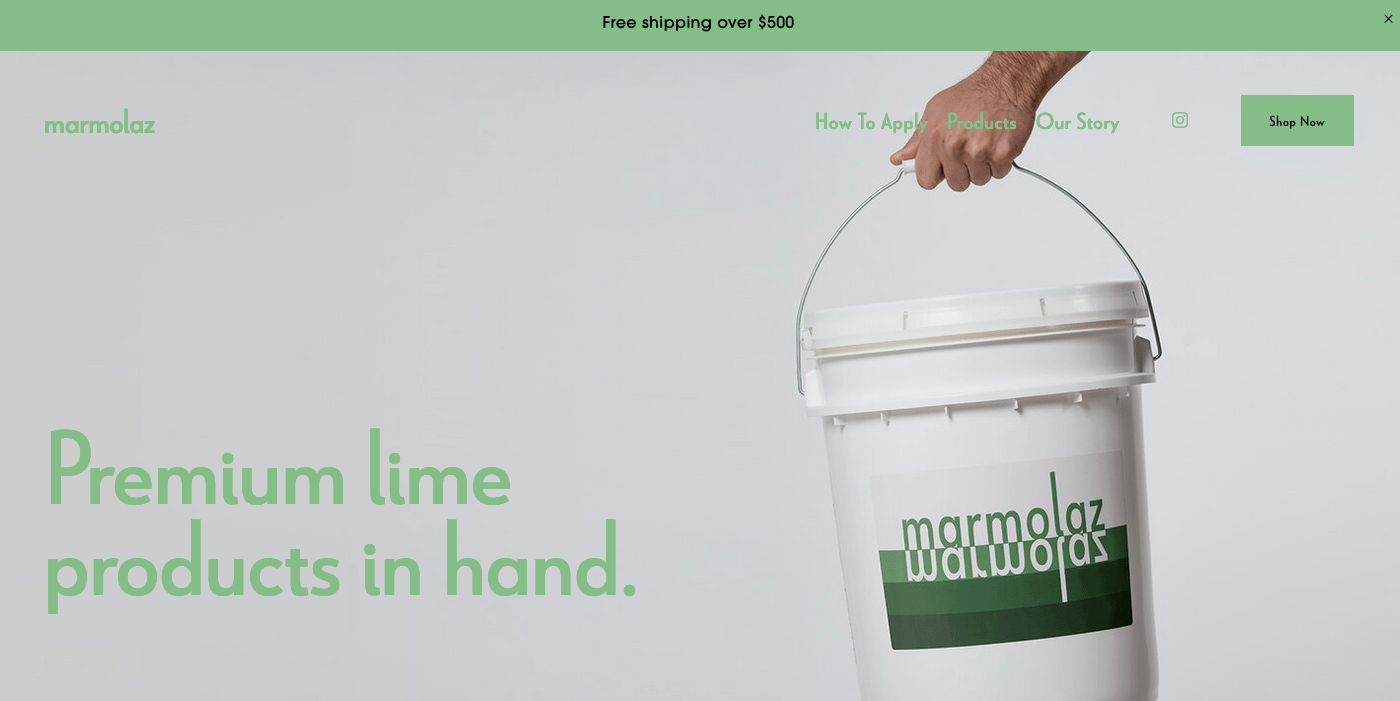 Free shipping over $500
marmolaz
How To Apply
Products
Our Story
Shop Now
Premium lime
products in hand.
marmolaz
marmolaz